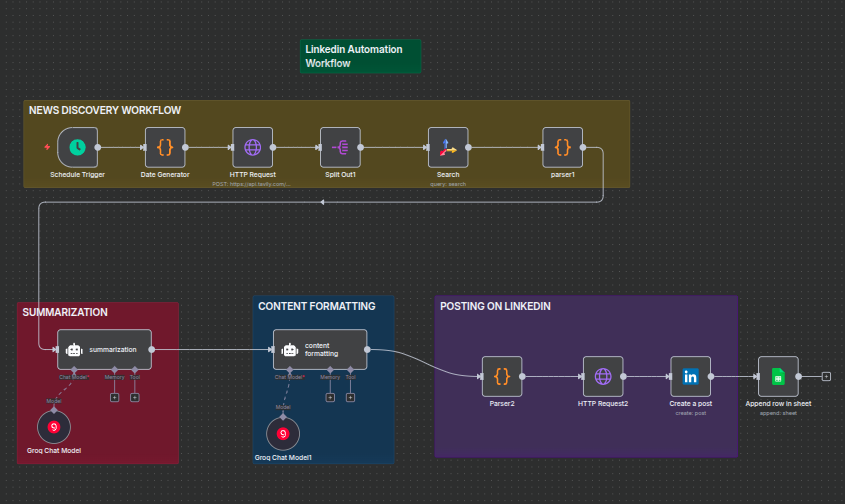 Linkedin Automation
Workflow
NEWS DISCOVERY WORKFLOW
Schedule Trigger
Date Generator
HTTP Request
POST: https://api.tavily.com/...
Split Out1
Search
query: search
parser1
SUMMARIZATION
summarization
Chat Model*
Memory
Tool
Model
Groq Chat Model
CONTENT FORMATTING
content
formatting
Chat Model*
Memory
Tool
Model
Groq Chat Model1
POSTING ON LINKEDIN
Parser2
HTTP Request2
in
Create a post
create: post
Append row in sheet
append: sheet